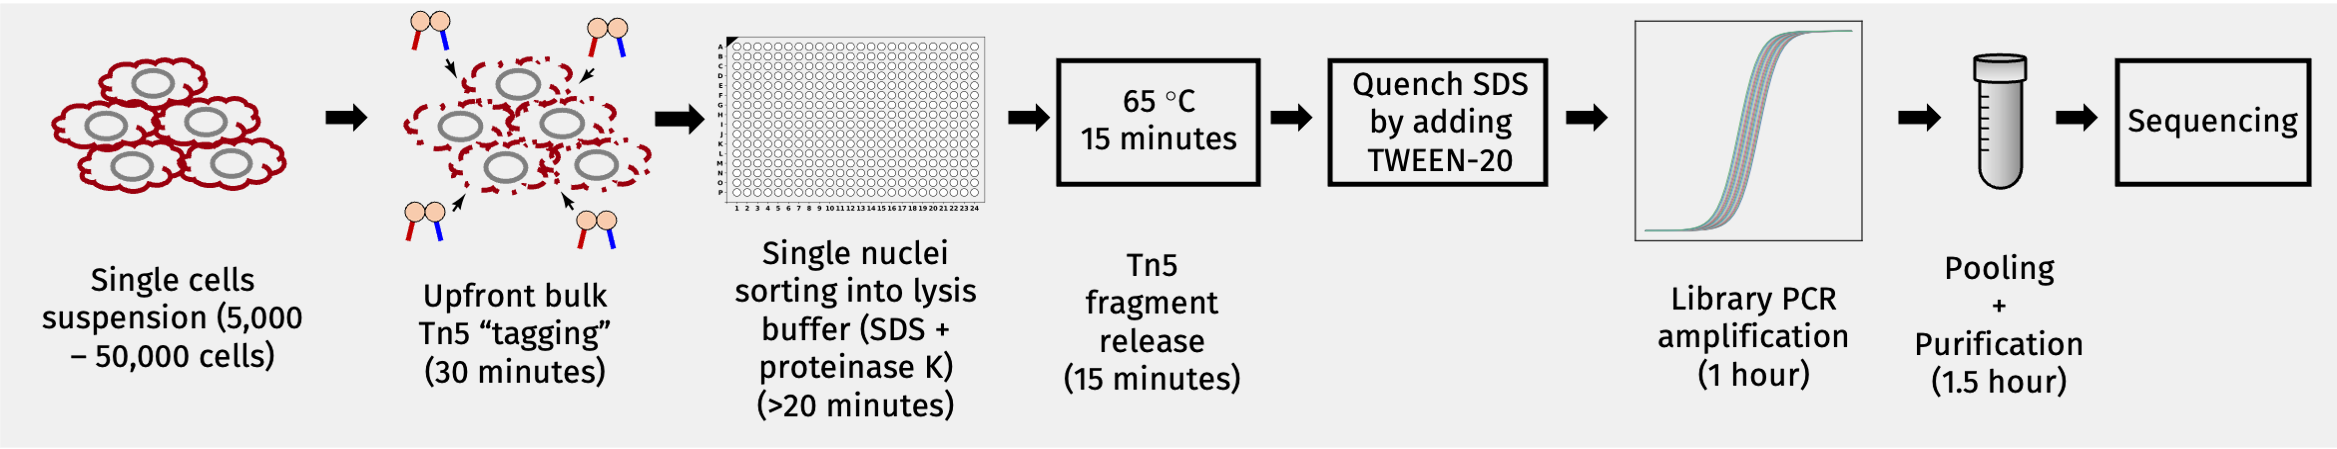 Single cells
suspension (5,000
– 50,000 cells)
Upfront bulk
Tn5 “tagging”
(30 minutes)
A
B
C
D
E
F
G
H
I
J
K
L
M
N
O
P
1 2 3 4 5 6 7 8 9 10 11 12 13 14 15 16 17 18 19 20 21 22 23 24
Single nuclei
sorting into lysis
buffer (SDS +
proteinase K)
(>20 minutes)
65 °C
15 minutes
Tn5
fragment
release
(15 minutes)
Quench SDS
by adding
TWEEN-20
Library PCR
amplification
(1 hour)
Pooling
+
Purification
(1.5 hour)
Sequencing